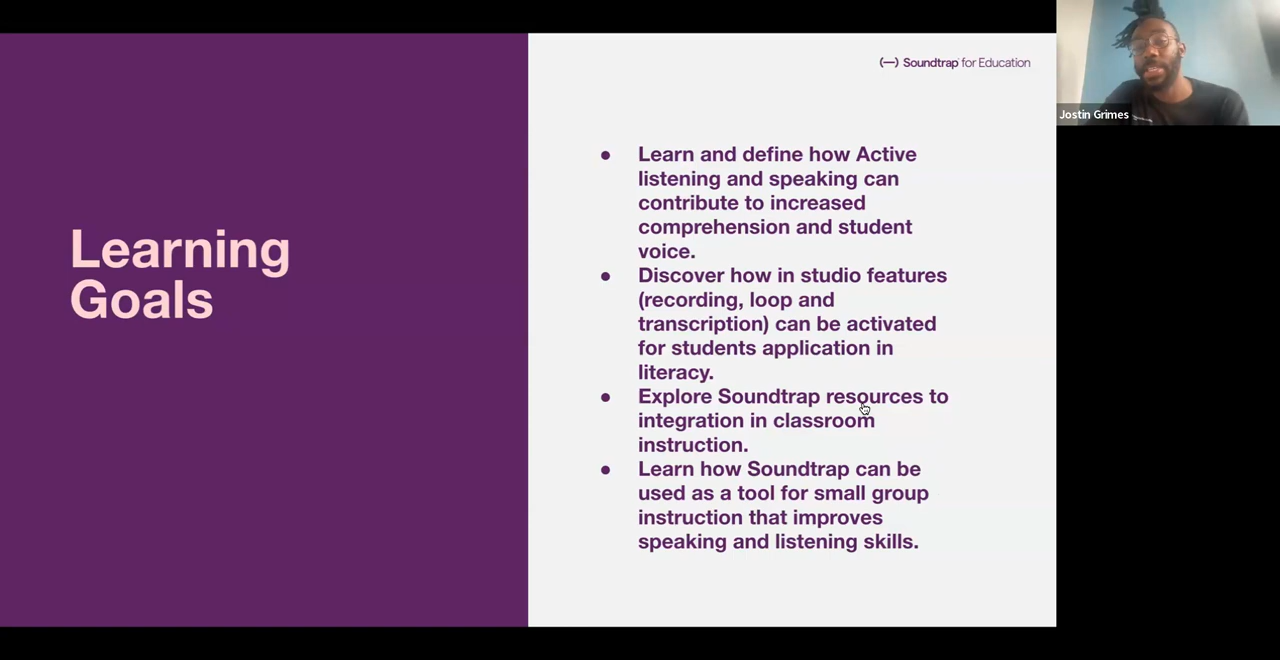 (—) Soundtrap for Education
Jostin Grimes
Learning
Goals
● Learn and define how Active
listening and speaking can
contribute to increased
comprehension and student
voice.
● Discover how in studio features
(recording, loop and
transcription) can be activated
for students application in
literacy.
● Explore Soundtrap resources to
integration in classroom
instruction.
● Learn how Soundtrap can be
used as a tool for small group
instruction that improves
speaking and listening skills.